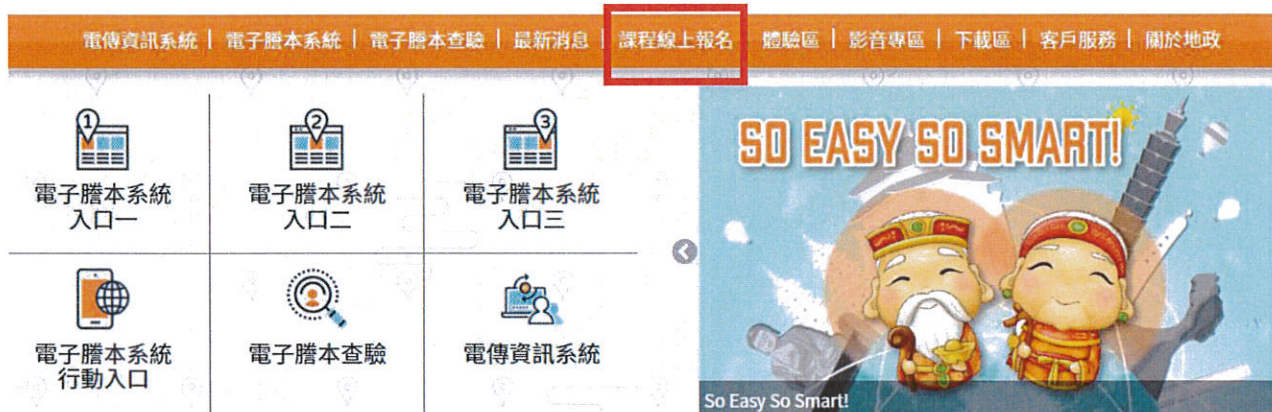 電傳資訊系統 | 電子謄本系統 | 電子謄本查驗 | 最新消息 | 課程線上報名 | 體驗區 | 影音專區 | 下載區 | 客戶服務 | 關於地政
1
電子謄本系統
入口一
2
電子謄本系統
入口二
3
電子謄本系統
入口三
電子謄本系統
行動入口
電子謄本查驗
電傳資訊系統
SO EASY SO SMART!
So Easy So Smart!